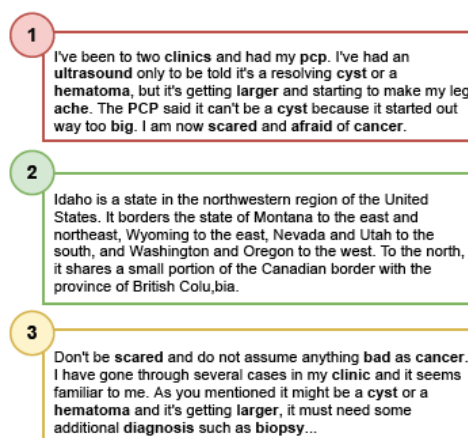 1
I've been to two clinics and had my pcp. I've had an
ultrasound only to be told it's a resolving cyst or a
hematoma, but it's getting larger and starting to make my leg
ache. The PCP said it can't be a cyst because it started out
way too big. I am now scared and afraid of cancer.
2
Idaho is a state in the northwestern region of the United
States. It borders the state of Montana to the east and
northeast, Wyoming to the east, Nevada and Utah to the
south, and Washington and Oregon to the west. To the north,
it shares a small portion of the Canadian border with the
province of British Colu,bia.
3
Don't be scared and do not assume anything bad as cancer.
I have gone through several cases in my clinic and it seems
familiar to me. As you mentioned it might be a cyst or a
hematoma and it's getting larger, it must need some
additional diagnosis such as biopsy...